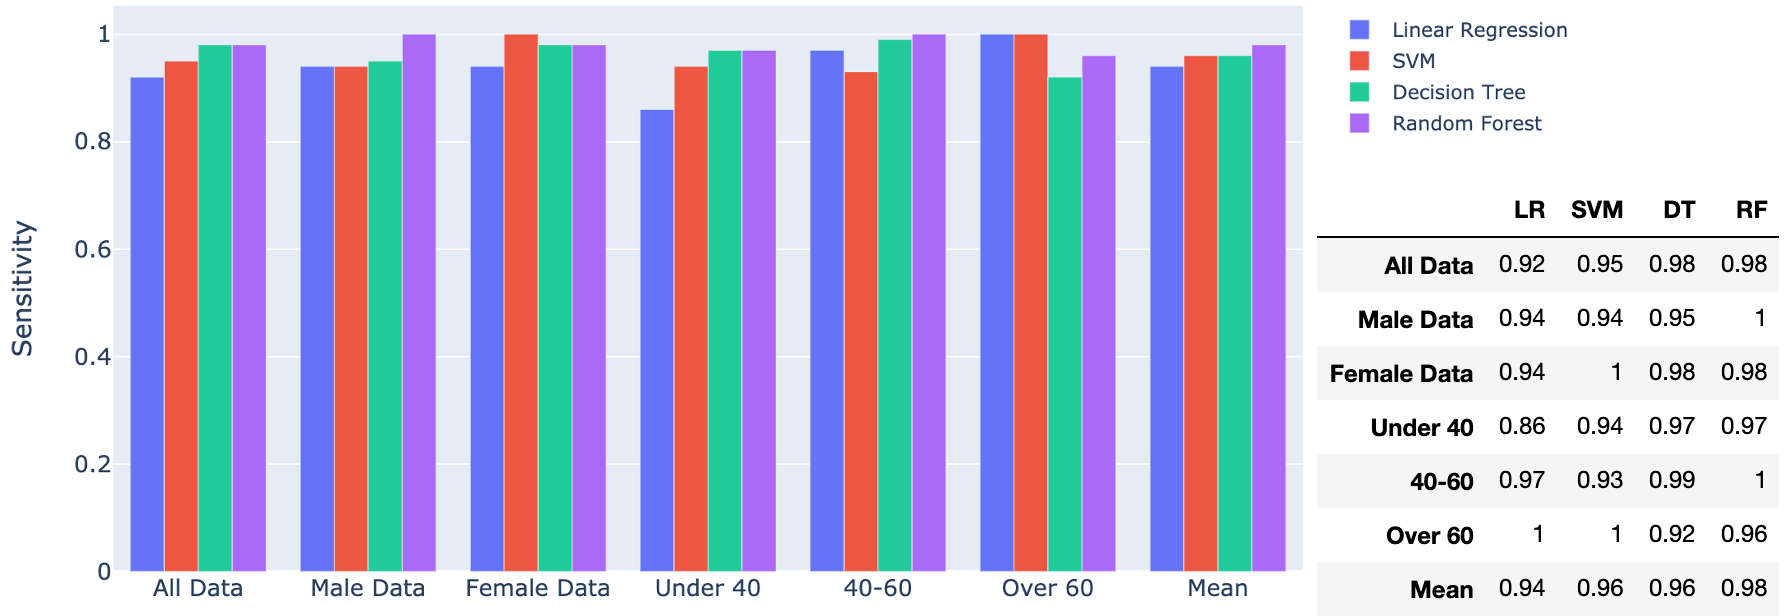 1
0.8
0.6
0.4
0.2
0
Sensitivity
All Data Male Data Female Data Under 40 40-60 Over 60 Mean
Linear Regression
SVM
Decision Tree
Random Forest
LR SVM DT RF
All Data 0.92 0.95 0.98 0.98
Male Data 0.94 0.94 0.95 1
Female Data 0.94 1 0.98 0.98
Under 40 0.86 0.94 0.97 0.97
40-60 0.97 0.93 0.99 1
Over 60 1 1 0.92 0.96
Mean 0.94 0.96 0.96 0.98